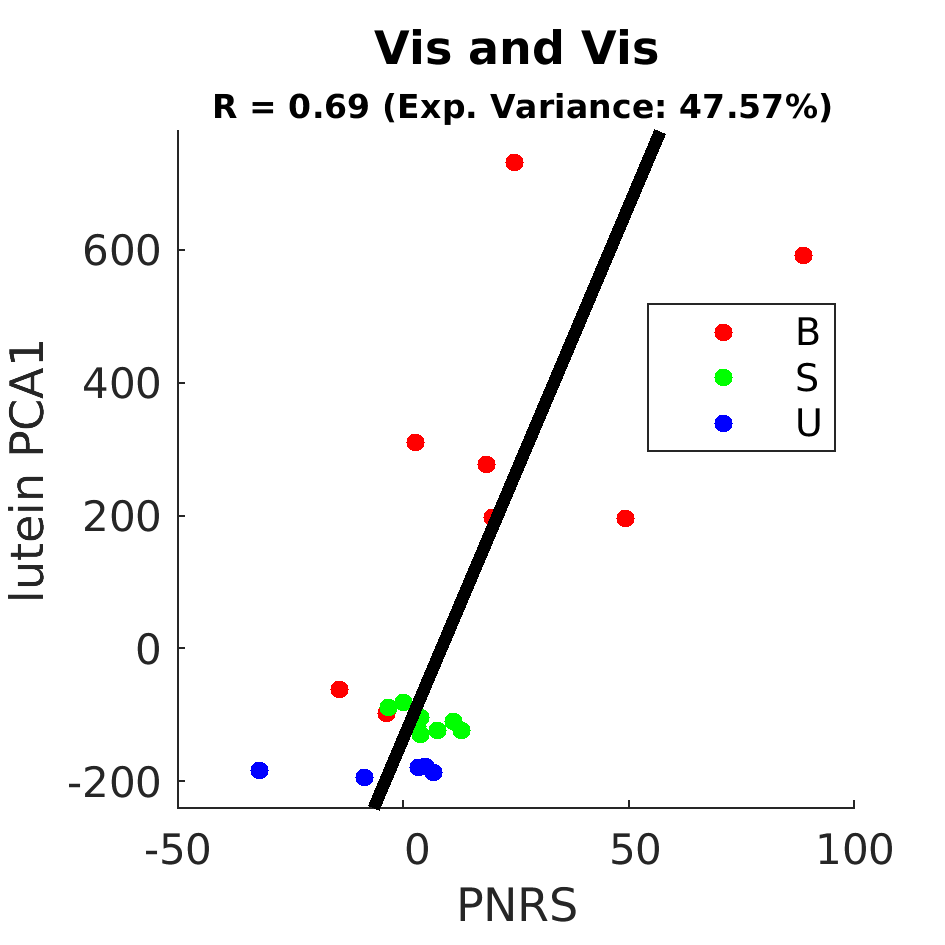 Vis and Vis
R = 0.69 (Exp. Variance: 47.57%)
lutein PCA1
600
400
200
0
-200
B
S
U
-50
0
50
100
PNRS